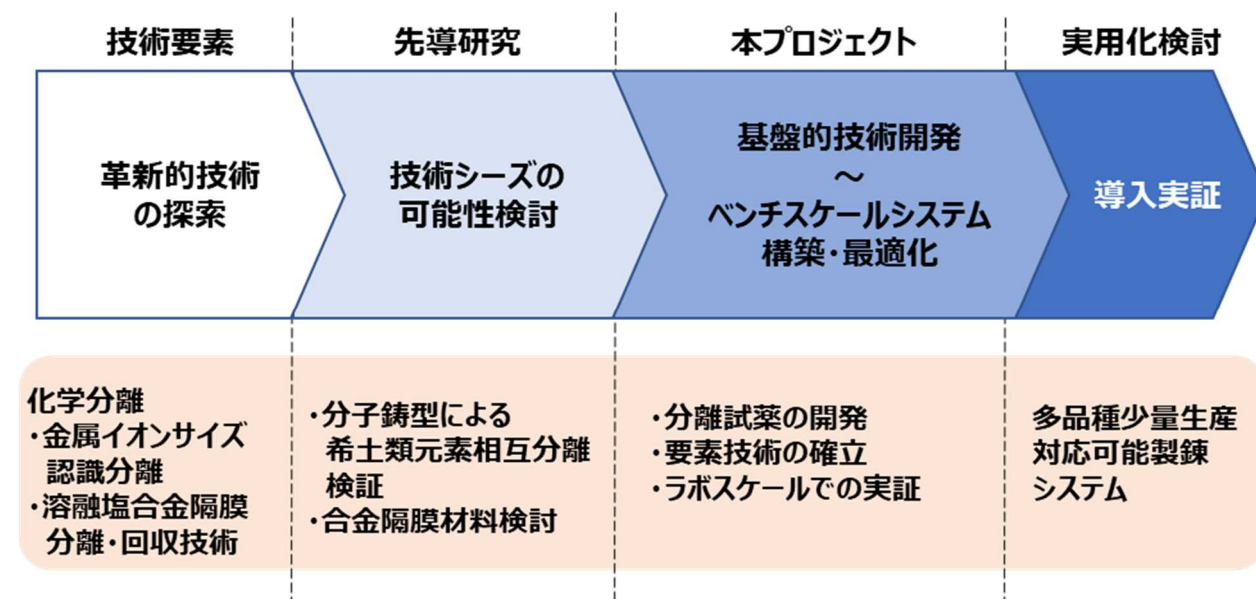 技術要素
先導研究
本プロジェクト
実用化検討
革新的技術
の探索
技術シーズの
可能性検討
基盤的技術開発
～
ベンチスケールシステム
構築・最適化
導入実証
化学分離
・金属イオンサイズ
認識分離
・溶融塩合金隔膜
分離・回収技術
・分子鋳型による
希土類元素相互分離
検証
・合金隔膜材料検討
・分離試薬の開発
・要素技術の確立
・ラボスケールでの実証
多品種少量生産
対応可能製錬
システム